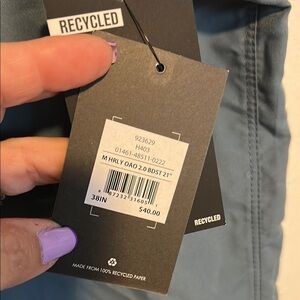 RECYCLED
923629
H403
01461-48511-0222
M HRLY OAO 2.0 BDST 21"
38IN
$40.00
RECYCLED
MADE FROM 100% RECYCLED PAPER